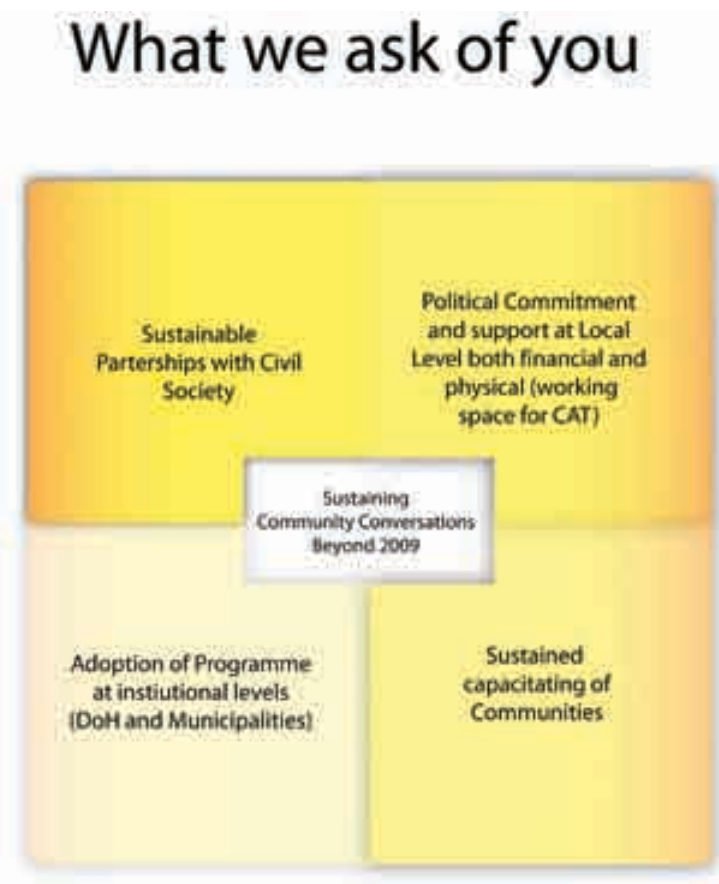 What we ask of you
Sustainable
Parterships with Civil
Society
Political Commitment
and support at Local
Level both financial and
physical (working
space for CAT)
Sustaining
Community Conversations
Beyond 2009
Adoption of Programme
at instiutional levels
(DoH and Municipalities)
Sustained
capacitating of
Communities